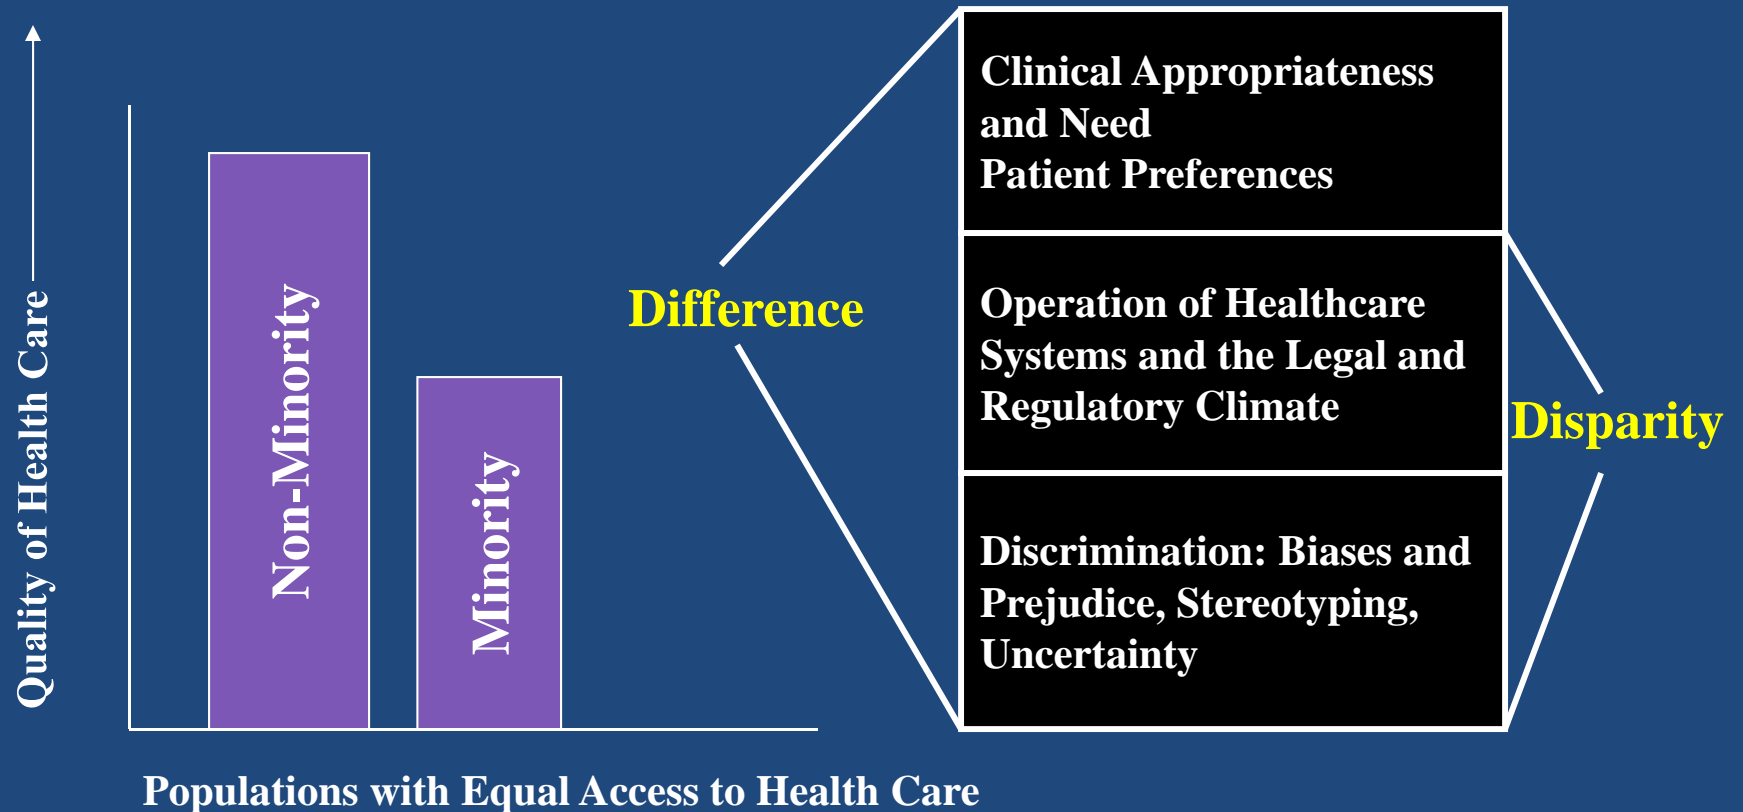 Quality of Health Care
Non-Minority
Minority
Populations with Equal Access to Health Care
Difference
Clinical Appropriateness
and Need
Patient Preferences
Operation of Healthcare
Systems and the Legal and
Regulatory Climate
Discrimination: Biases and
Prejudice, Stereotyping,
Uncertainty
Disparity